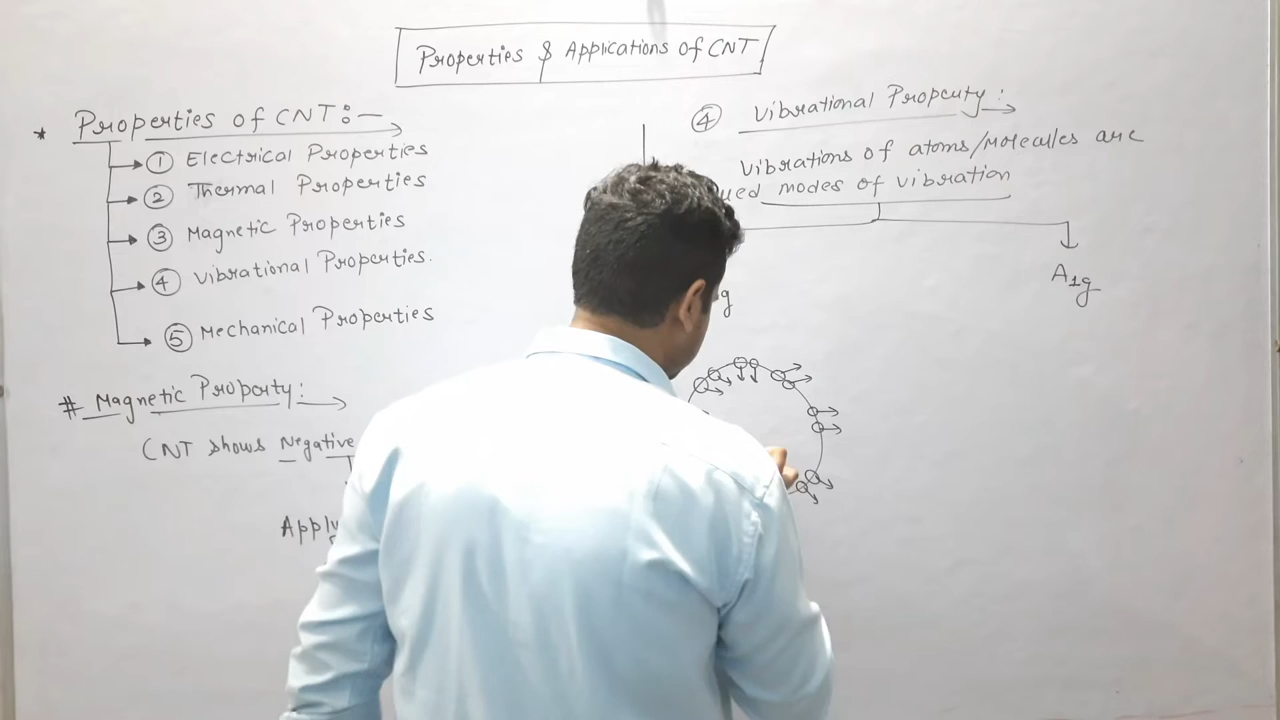 Properties & Applications of CNT
* Properties of CNT:-
① Electrical Properties
② Thermal Properties
③ Magnetic Properties
④ Vibrational Properties.
⑤ Mechanical Properties
# Magnetic Property:
CNT shows Negative
Apply
④ Vibrational Property:
Vibrations of atoms/Molecules are
modes of vibration
g
A1g